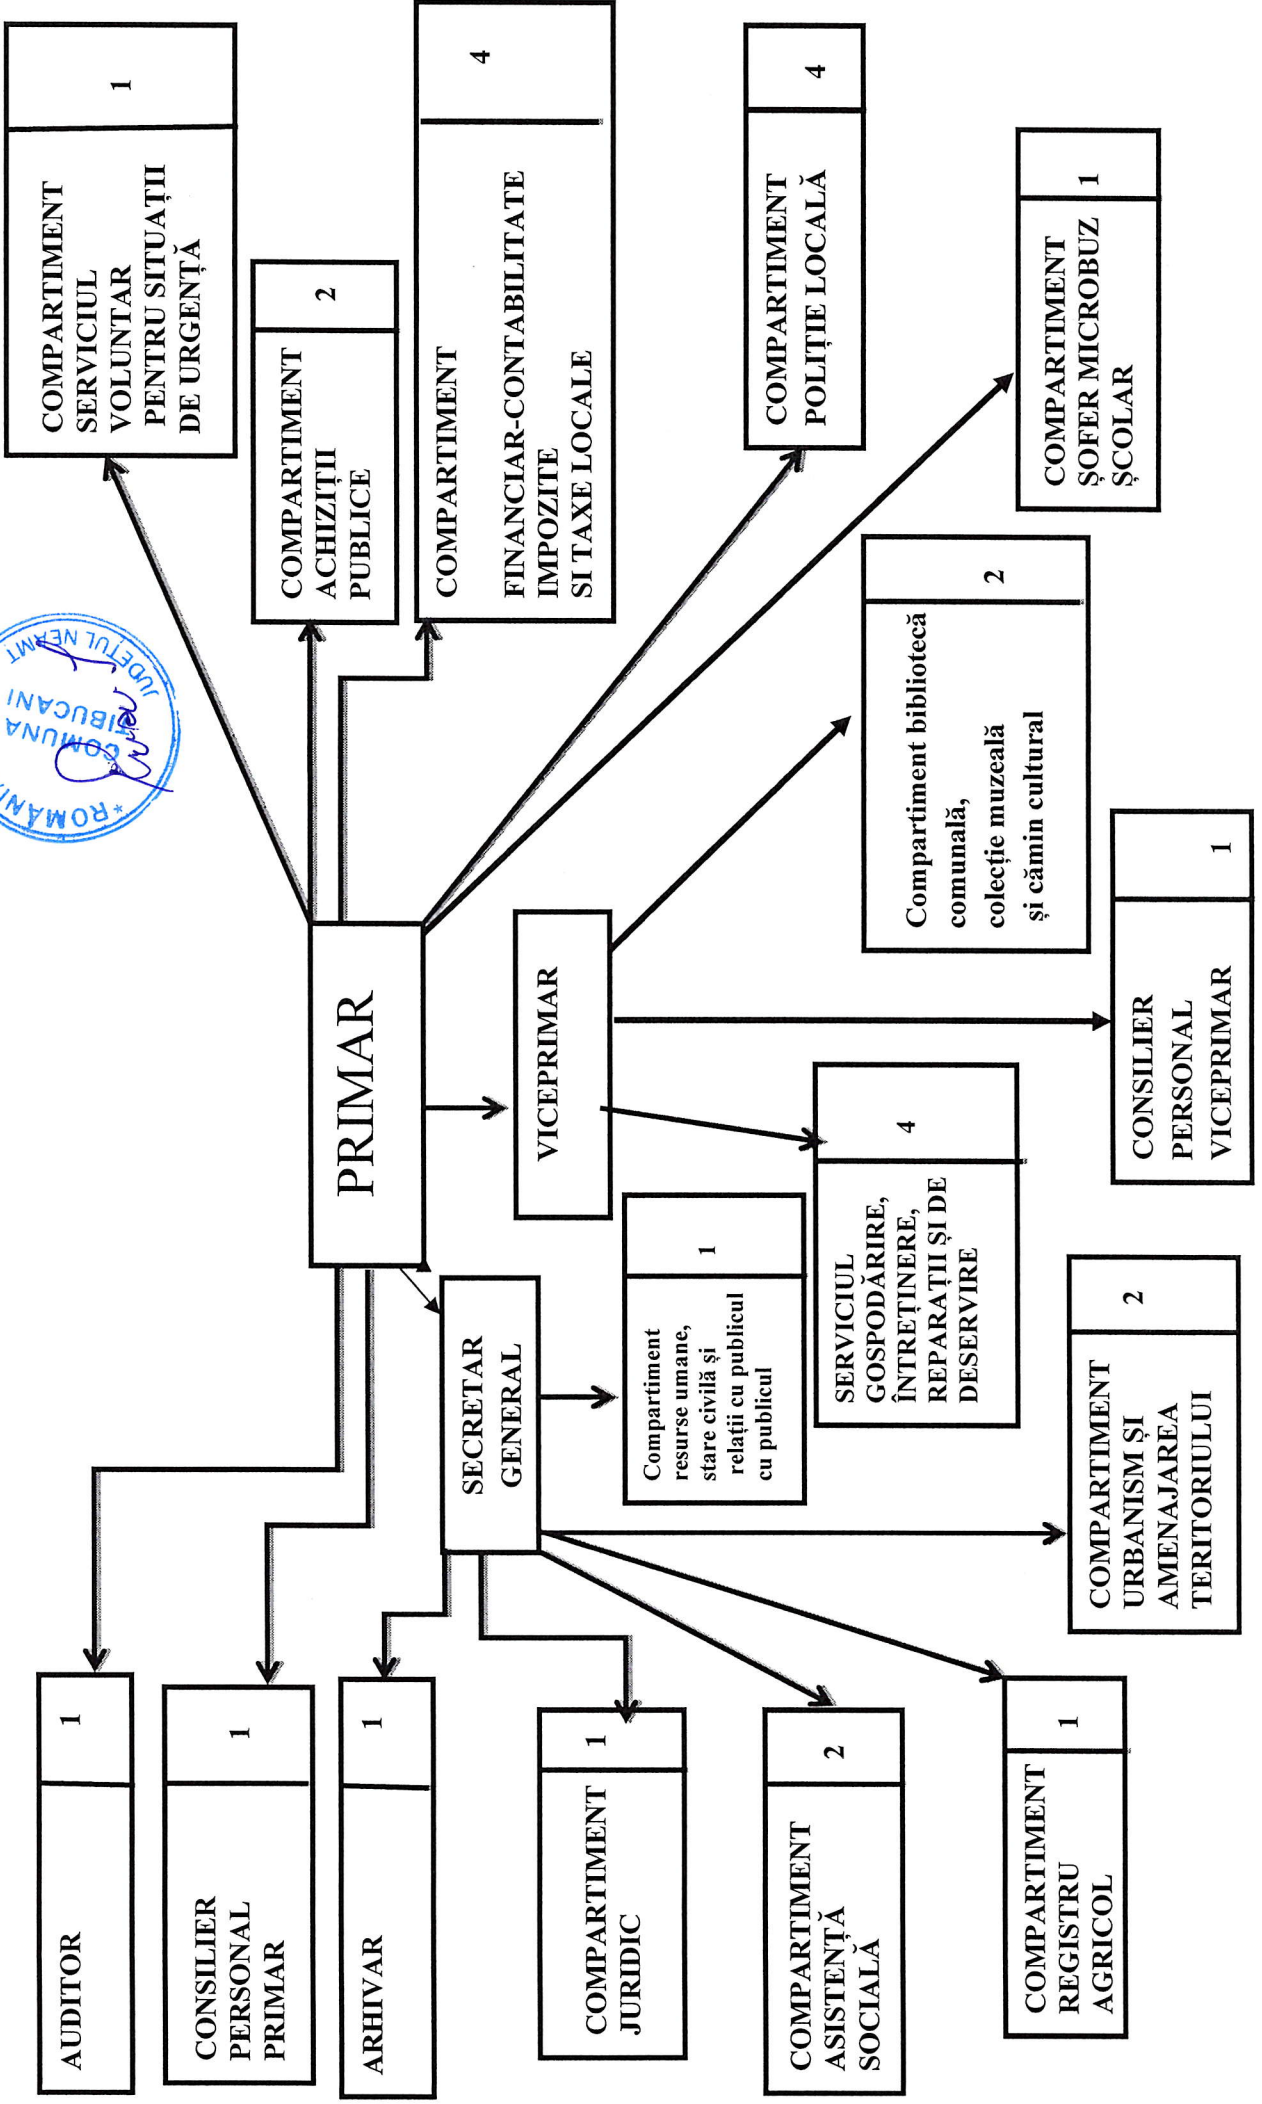 AUDITOR
1
CONSILIER
PERSONAL
PRIMAR
1
ARHIVAR
1
COMPARTIMENT
JURIDIC
1
COMPARTIMENT
ASISTENȚĂ
SOCIALĂ
2
COMPARTIMENT
REGISTRU
AGRICOL
1
PRIMAR
SECRETAR
GENERAL
VICEPRIMAR
Compartiment
resurse umane,
stare civilă și
relații cu publicul
cu publicul
1
SERVICIUL
GOSPODĂRIRE,
ÎNTREȚINERE,
REPARAȚII ȘI DE
DESERVIRE
4
COMPARTIMENT
URBANISM ȘI
AMENAJAREA
TERITORIULUI
2
CONSILIER
PERSONAL
VICEPRIMAR
1
COMPARTIMENT
SERVICIUL
VOLUNTAR
PENTRU SITUAȚII
DE URGENȚĂ
1
COMPARTIMENT
ACHIZIȚII
PUBLICE
2
COMPARTIMENT
FINANCIAR-CONTABILITATE
IMPOZITE
SI TAXE LOCALE
4
COMPARTIMENT
POLIȚIE LOCALĂ
4
COMPARTIMENT
ȘOFER MICROBUZ
ȘCOLAR
1
Compartiment bibliotecă
comunală,
colecție muzeală
și cămin cultural
2
JUDEȚUL NEAMȚ
COMUNA